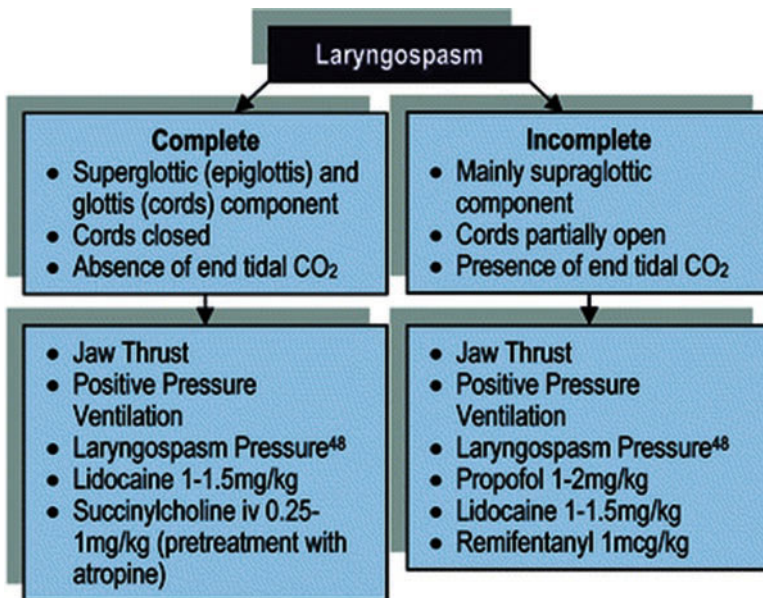 Laryngospasm
Complete
• Superglottic (epiglottis) and
glottis (cords) component
• Cords closed
• Absence of end tidal CO₂
Incomplete
• Mainly supraglottic
component
• Cords partially open
• Presence of end tidal CO₂
• Jaw Thrust
• Positive Pressure
Ventilation
• Laryngospasm Pressure⁴⁸
• Lidocaine 1-1.5mg/kg
• Succinylcholine iv 0.25-
1mg/kg (pretreatment with
atropine)
• Jaw Thrust
• Positive Pressure
Ventilation
• Laryngospasm Pressure⁴⁸
• Propofol 1-2mg/kg
• Lidocaine 1-1.5mg/kg
• Remifentanyl 1mcg/kg